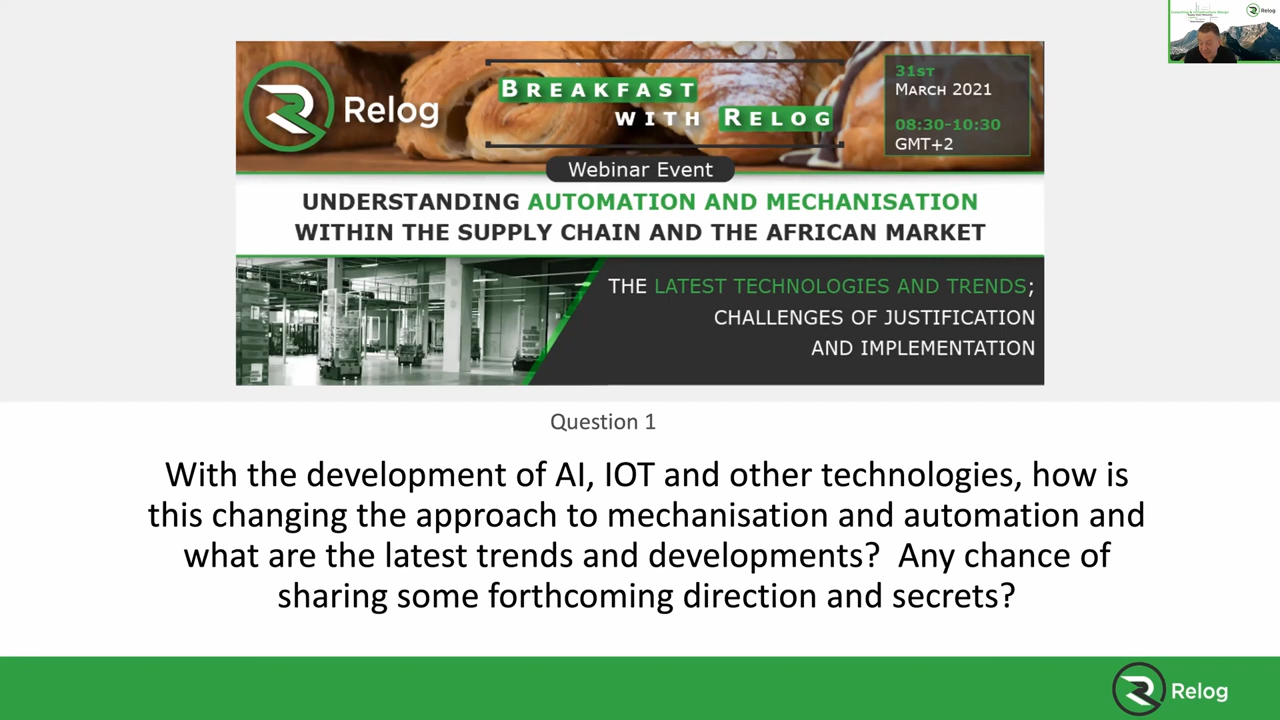 Relog
Relog
BREAKFAST
WITH RELOG
31ST
MARCH 2021
08:30-10:30
GMT+2
Webinar Event
UNDERSTANDING AUTOMATION AND MECHANISATION
WITHIN THE SUPPLY CHAIN AND THE AFRICAN MARKET
THE LATEST TECHNOLOGIES AND TRENDS;
CHALLENGES OF JUSTIFICATION
AND IMPLEMENTATION
Question 1
With the development of AI, IOT and other technologies, how is
this changing the approach to mechanisation and automation and
what are the latest trends and developments?  Any chance of
sharing some forthcoming direction and secrets?
Relog